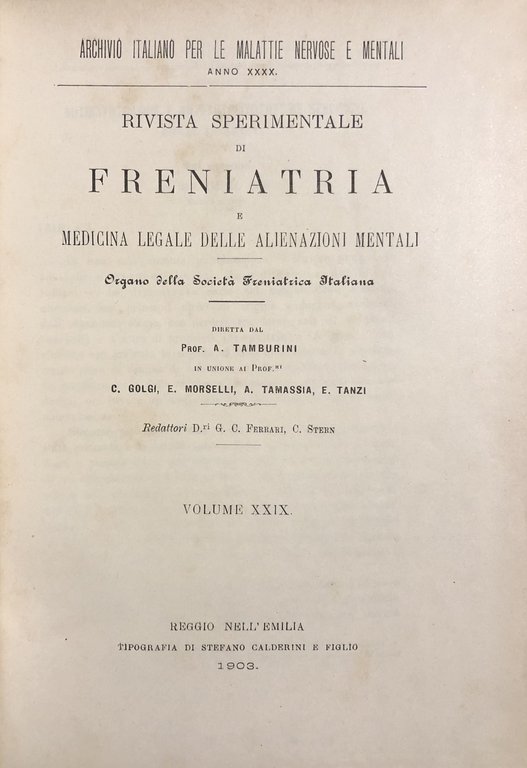 ARCHIVIO ITALIANO PER LE MALATTIE NERVOSE E MENTALI
ANNO XXXX.
RIVISTA SPERIMENTALE
DI
FRENIATRIA
E
MEDICINA LEGALE DELLE ALIENAZIONI MENTALI
Organo della Società Freniatrica Italiana
DIRETTA DAL
PROF. A. TAMBURINI
IN UNIONE AI PROF.RI
C. GOLGI, E. MORSELLI, A. TAMASSIA, E. TANZI
Redattori D.ri G. C. FERRARI, C. STERN
VOLUME XXIX.
REGGIO NELL'EMILIA
TIPOGRAFIA DI STEFANO CALDERINI E FIGLIO
1903.